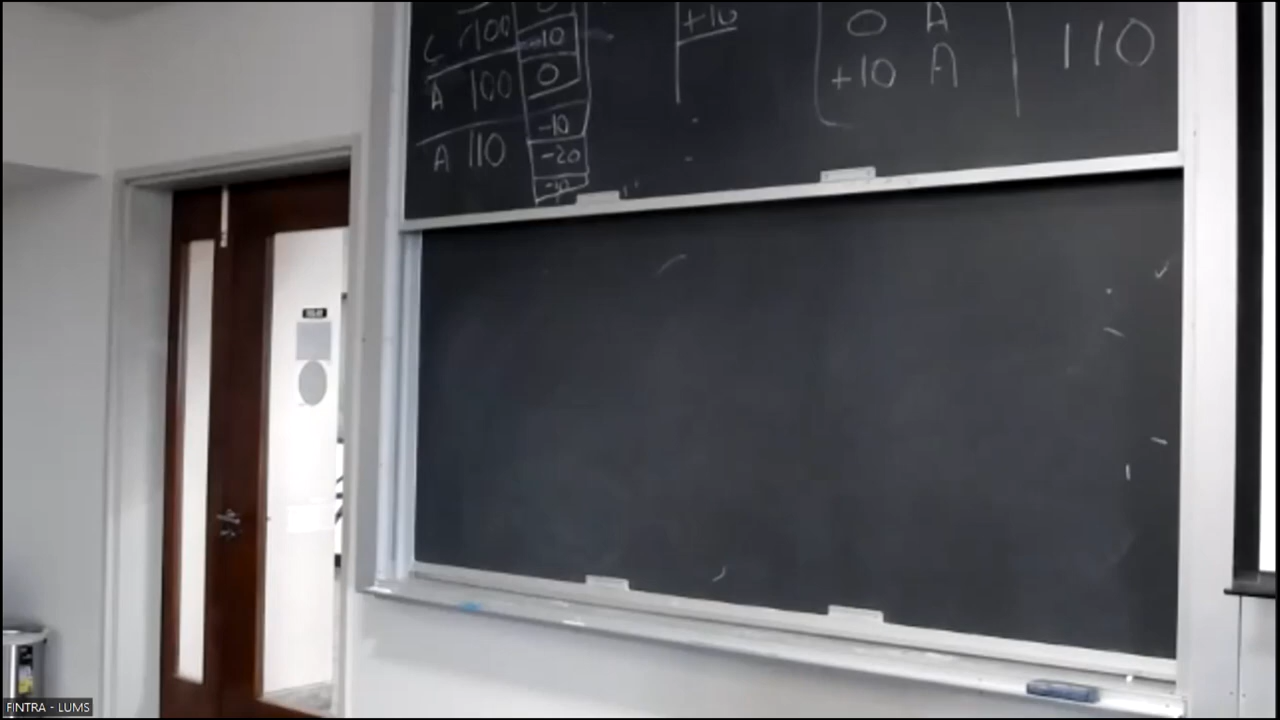 C 100 -10
A 100 0
A 110 -10
-20
+10
0 A
+10 A
110
FINTRA - LUMS